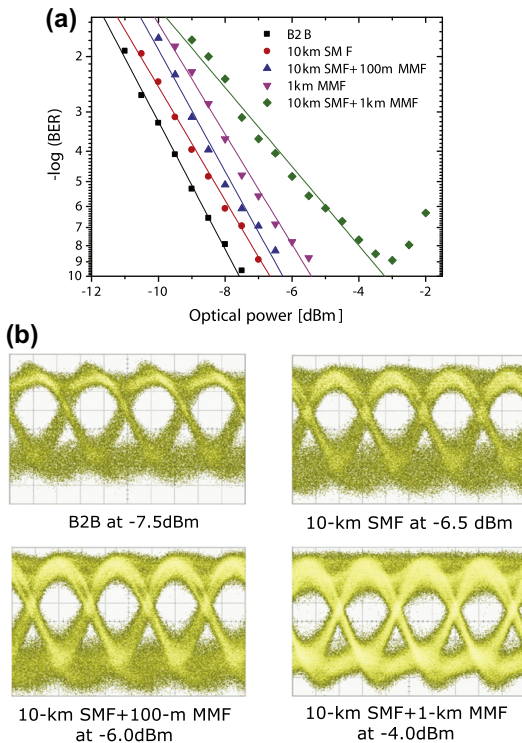 (a)
B2B
10km SM F
10km SMF+100m MMF
1km MMF
10km SMF+1km MMF
-log (BER)
2
3
4
5
6
7
8
9
10
-12 -10 -8 -6 -4 -2
Optical power [dBm]
(b)
B2B at -7.5dBm
10-km SMF at -6.5 dBm
10-km SMF+100-m MMF
at -6.0dBm
10-km SMF+1-km MMF
at -4.0dBm